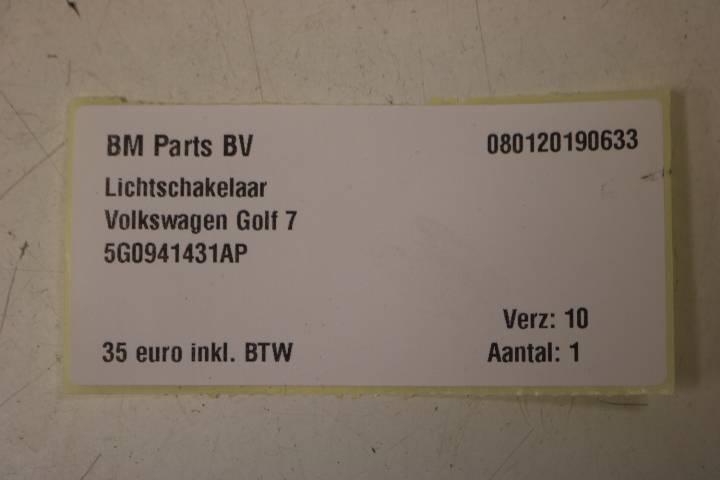 BM Parts BV 080120190633
Lichtschakelaar
Volkswagen Golf 7
5G0941431AP
Verz: 10
35 euro inkl. BTW Aantal: 1